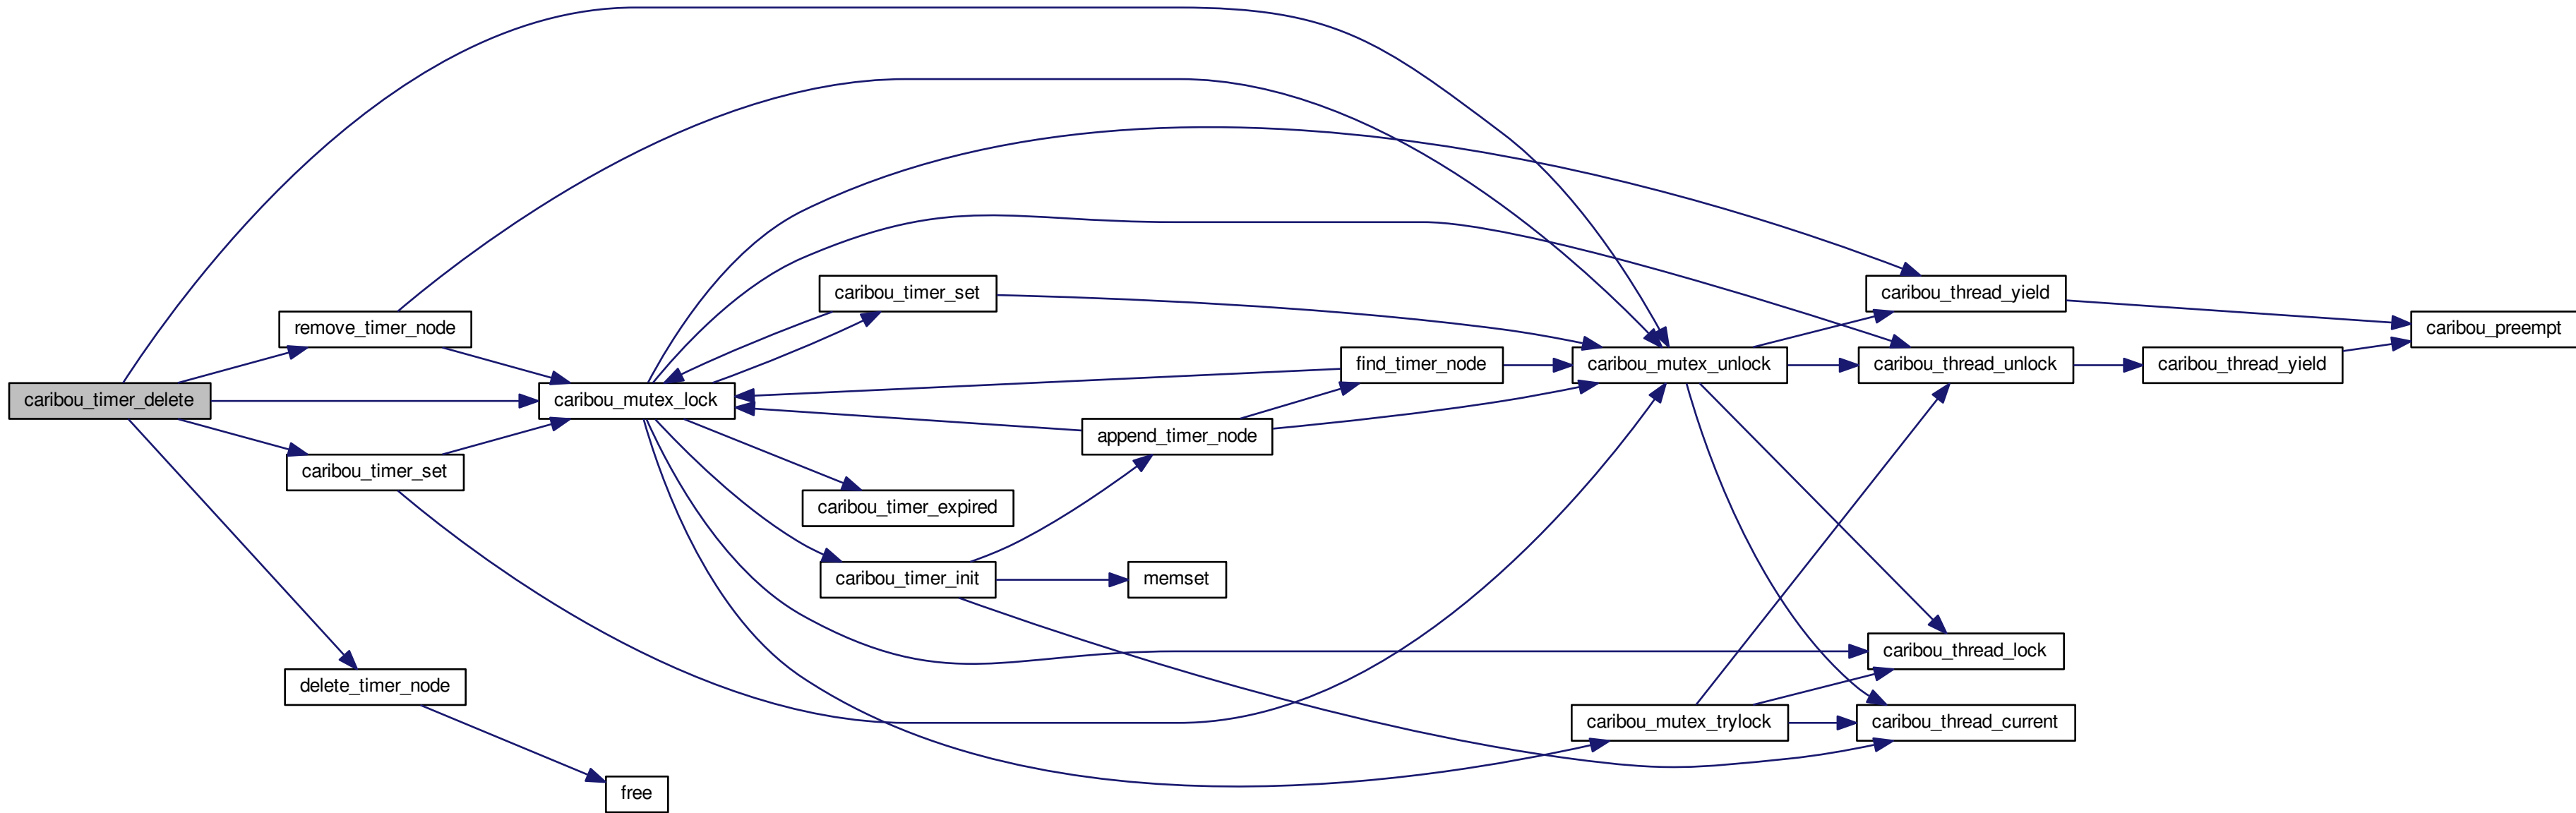 caribou_timer_delete
remove_timer_node
caribou_timer_set
delete_timer_node
caribou_mutex_lock
free
caribou_timer_set
caribou_timer_expired
caribou_timer_init
append_timer_node
memset
find_timer_node
caribou_mutex_unlock
caribou_mutex_trylock
caribou_thread_yield
caribou_thread_unlock
caribou_thread_lock
caribou_thread_current
caribou_thread_yield
caribou_preempt